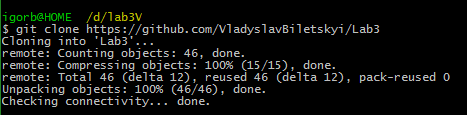 igorb@HOME /d/lab3V
$ git clone https://github.com/VladyslavBiletskyi/Lab3
Cloning into 'Lab3'...
remote: Counting objects: 46, done.
remote: Compressing objects: 100% (15/15), done.
remote: Total 46 (delta 12), reused 46 (delta 12), pack-reused 0
Unpacking objects: 100% (46/46), done.
Checking connectivity... done.